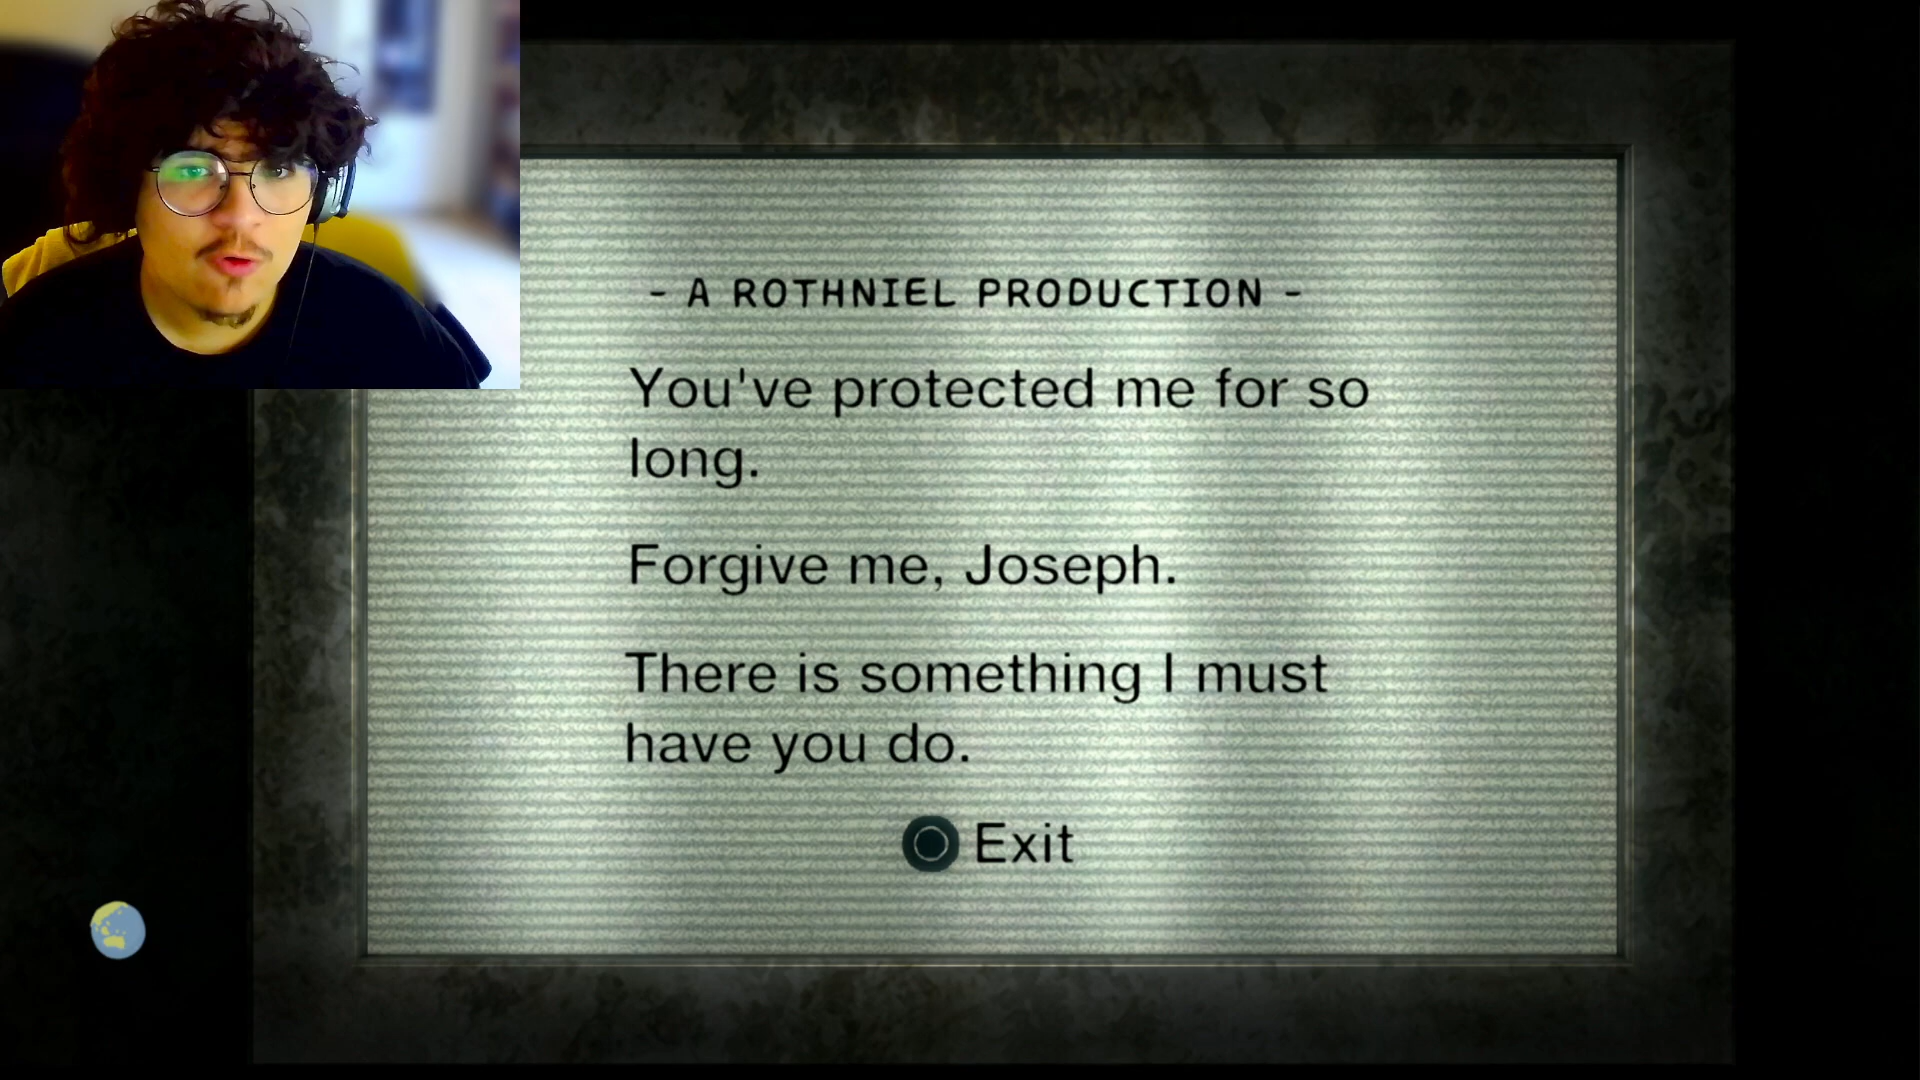 - A ROTHNIEL PRODUCTION -
You've protected me for so
long.
Forgive me, Joseph.
There is something I must
have you do.
Exit